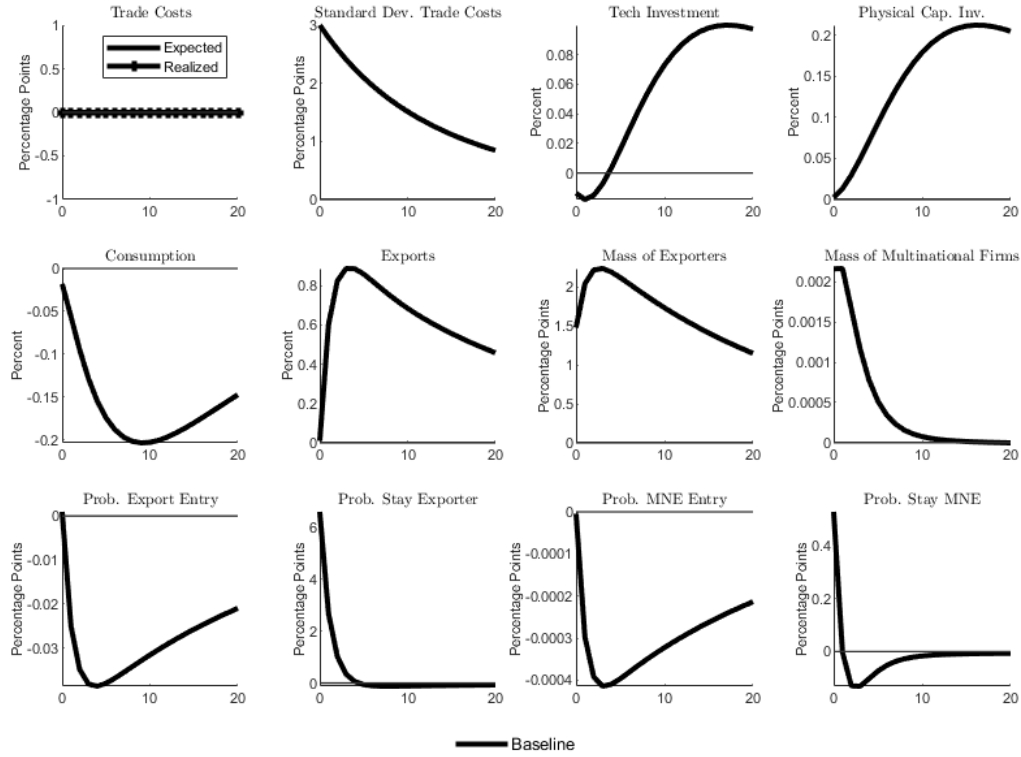 Trade Costs
Percentage Points
1
0.5
0
-0.5
-1
Expected
Realized
0 10 20
Standard Dev. Trade Costs
Percentage Points
3
2
1
0
0 10 20
Tech Investment
Percent
0.08
0.06
0.04
0.02
0
0 10 20
Physical Cap. Inv.
Percent
0.2
0.15
0.1
0.05
0
0 10 20
Consumption
Percent
0
-0.05
-0.1
-0.15
-0.2
0 10 20
Exports
Percent
0.8
0.6
0.4
0.2
0
0 10 20
Mass of Exporters
Percentage Points
2
1.5
1
0.5
0
0 10 20
Mass of Multinational Firms
Percentage Points
0.002
0.0015
0.001
0.0005
0
0 10 20
Prob. Export Entry
Percentage Points
0
-0.01
-0.02
-0.03
0 10 20
Prob. Stay Exporter
Percentage Points
6
4
2
0
0 10 20
Prob. MNE Entry
Percentage Points
0
-0.0001
-0.0002
-0.0003
-0.0004
0 10 20
Prob. Stay MNE
Percentage Points
0.4
0.2
0
0 10 20
Baseline